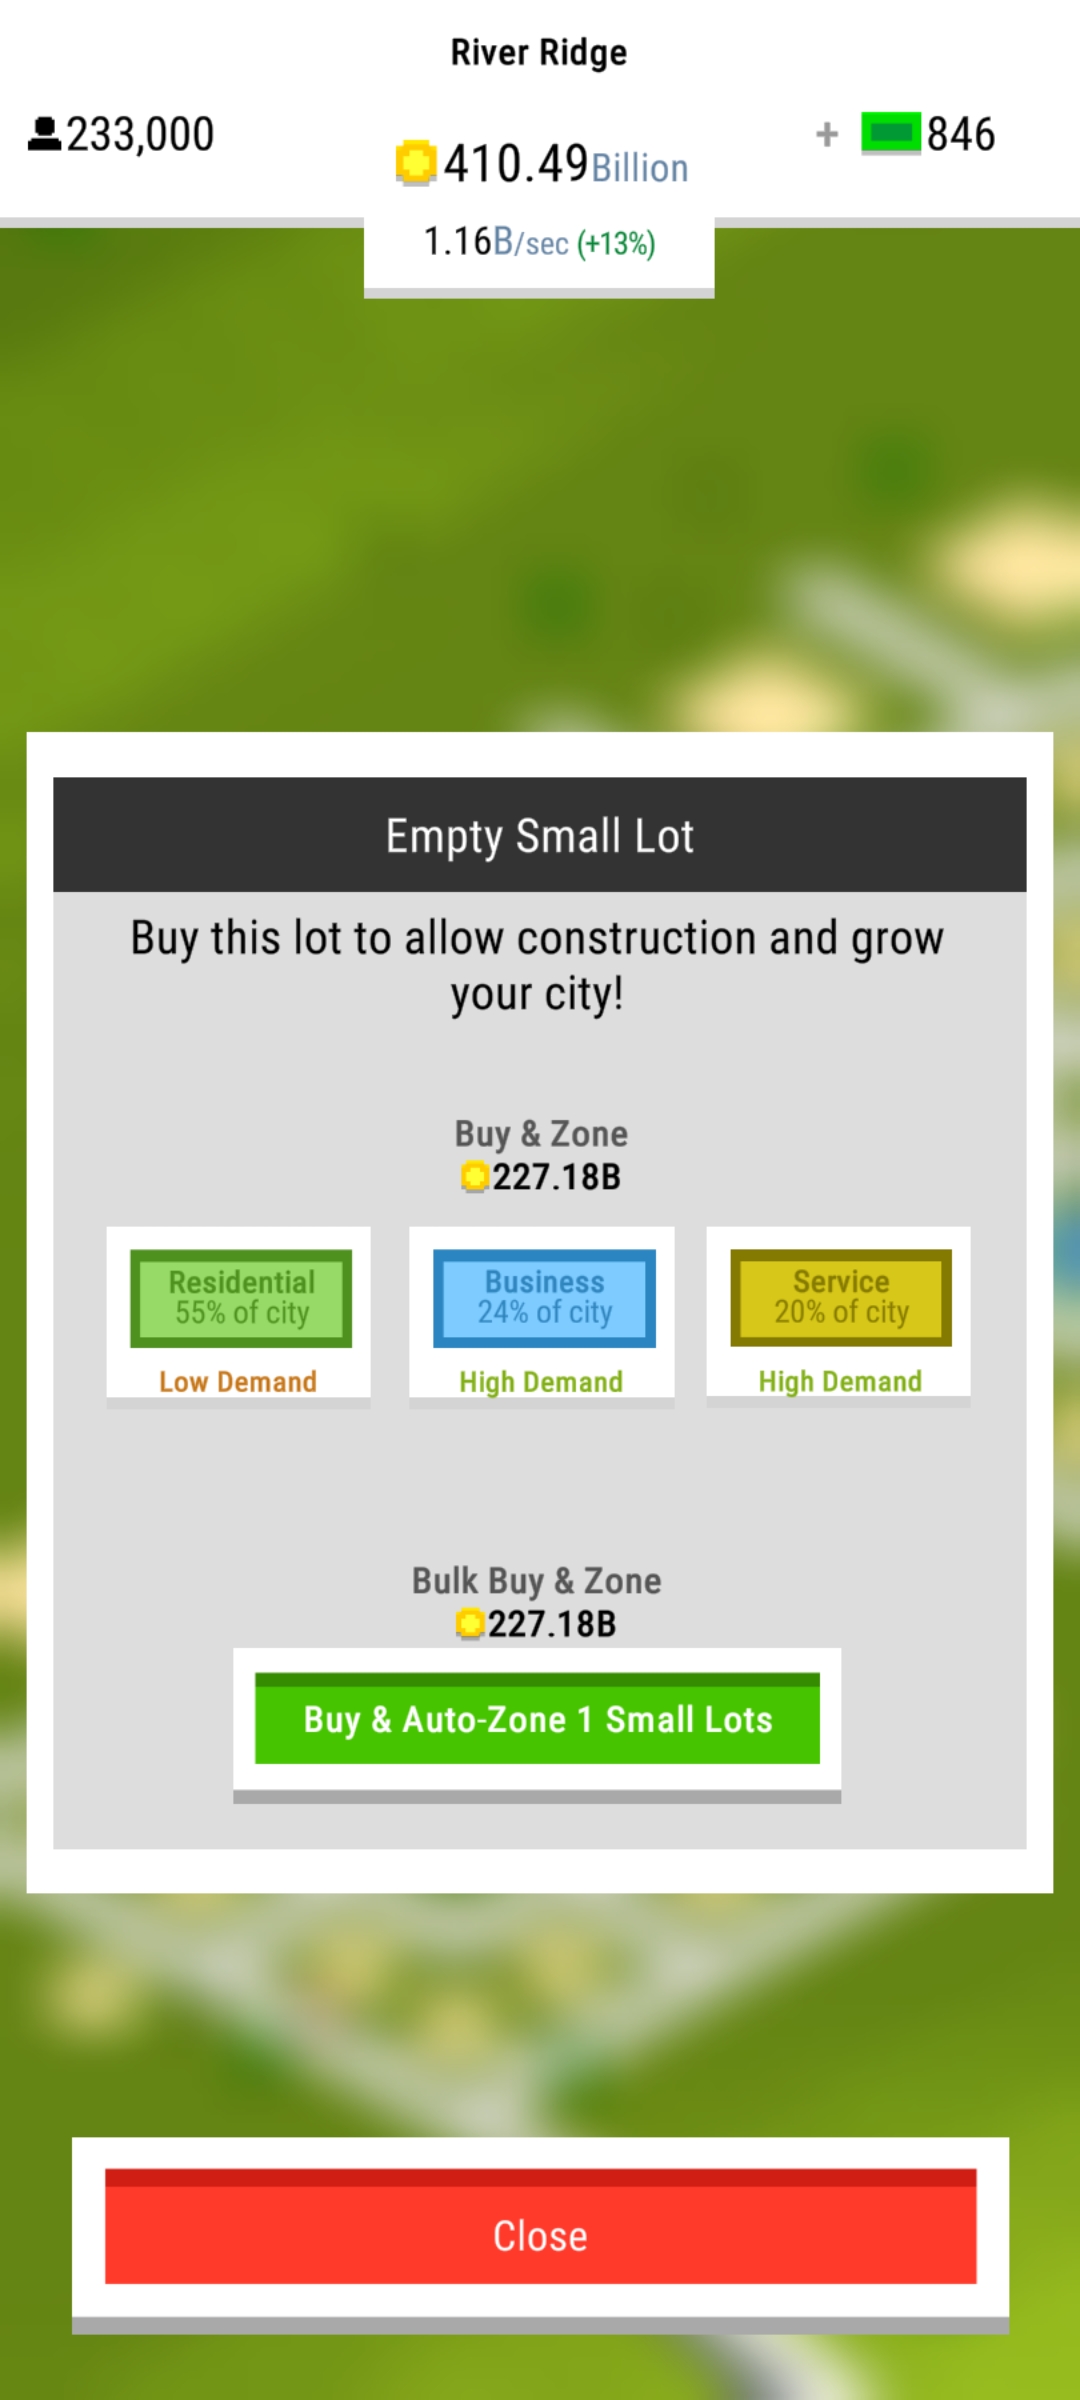 River Ridge
233,000
410.49Billion
+ 846
1.16B/sec (+13%)
Empty Small Lot
Buy this lot to allow construction and grow
your city!
Buy & Zone
227.18B
Residential
55% of city
Low Demand
Business
24% of city
High Demand
Service
20% of city
High Demand
Bulk Buy & Zone
227.18B
Buy & Auto-Zone 1 Small Lots
Close